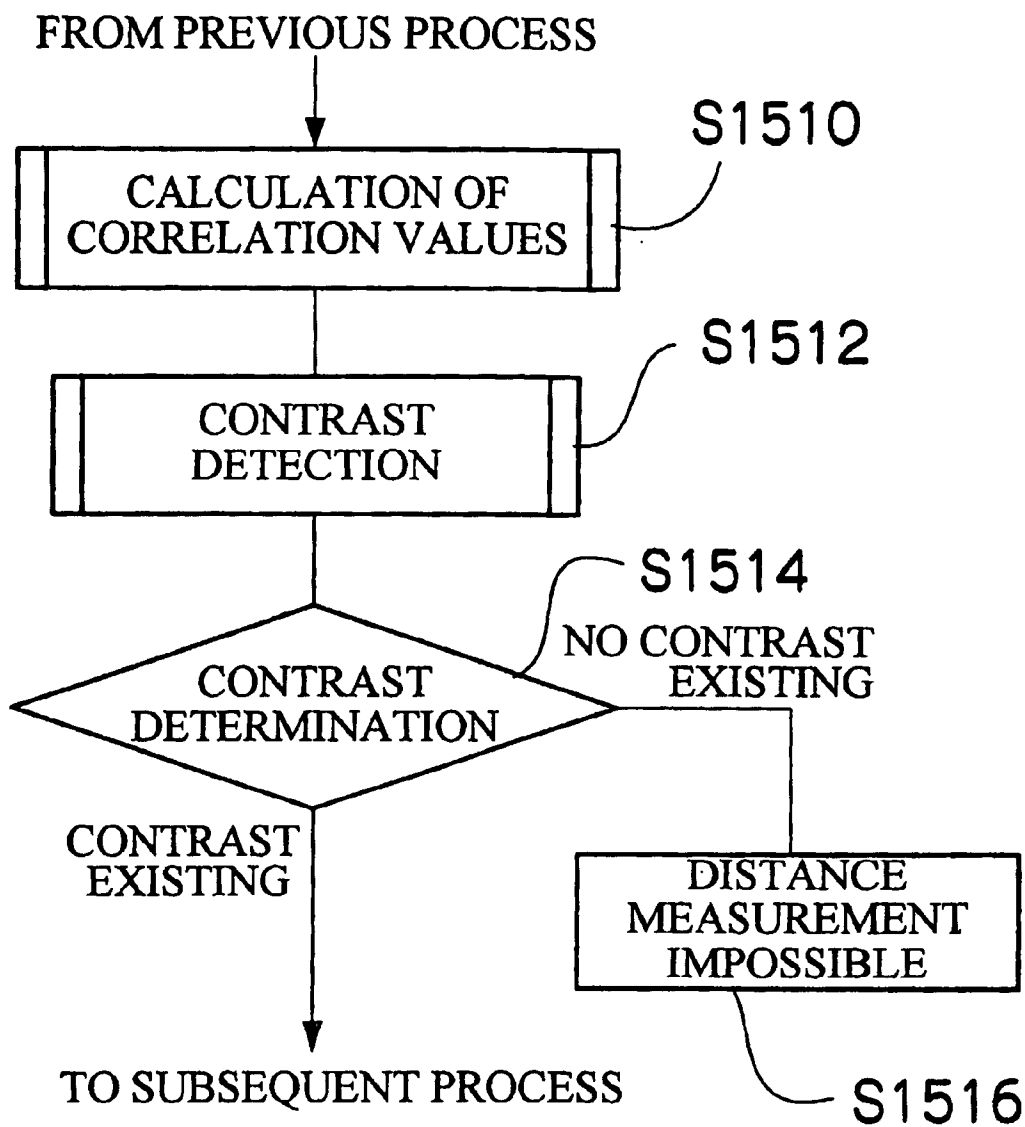 FROM PREVIOUS PROCESS
S1510
CALCULATION OF
CORRELATION VALUES
S1512
CONTRAST
DETECTION
S1514
NO CONTRAST
EXISTING
CONTRAST
DETERMINATION
CONTRAST
EXISTING
DISTANCE
MEASUREMENT
IMPOSSIBLE
TO SUBSEQUENT PROCESS
S1516